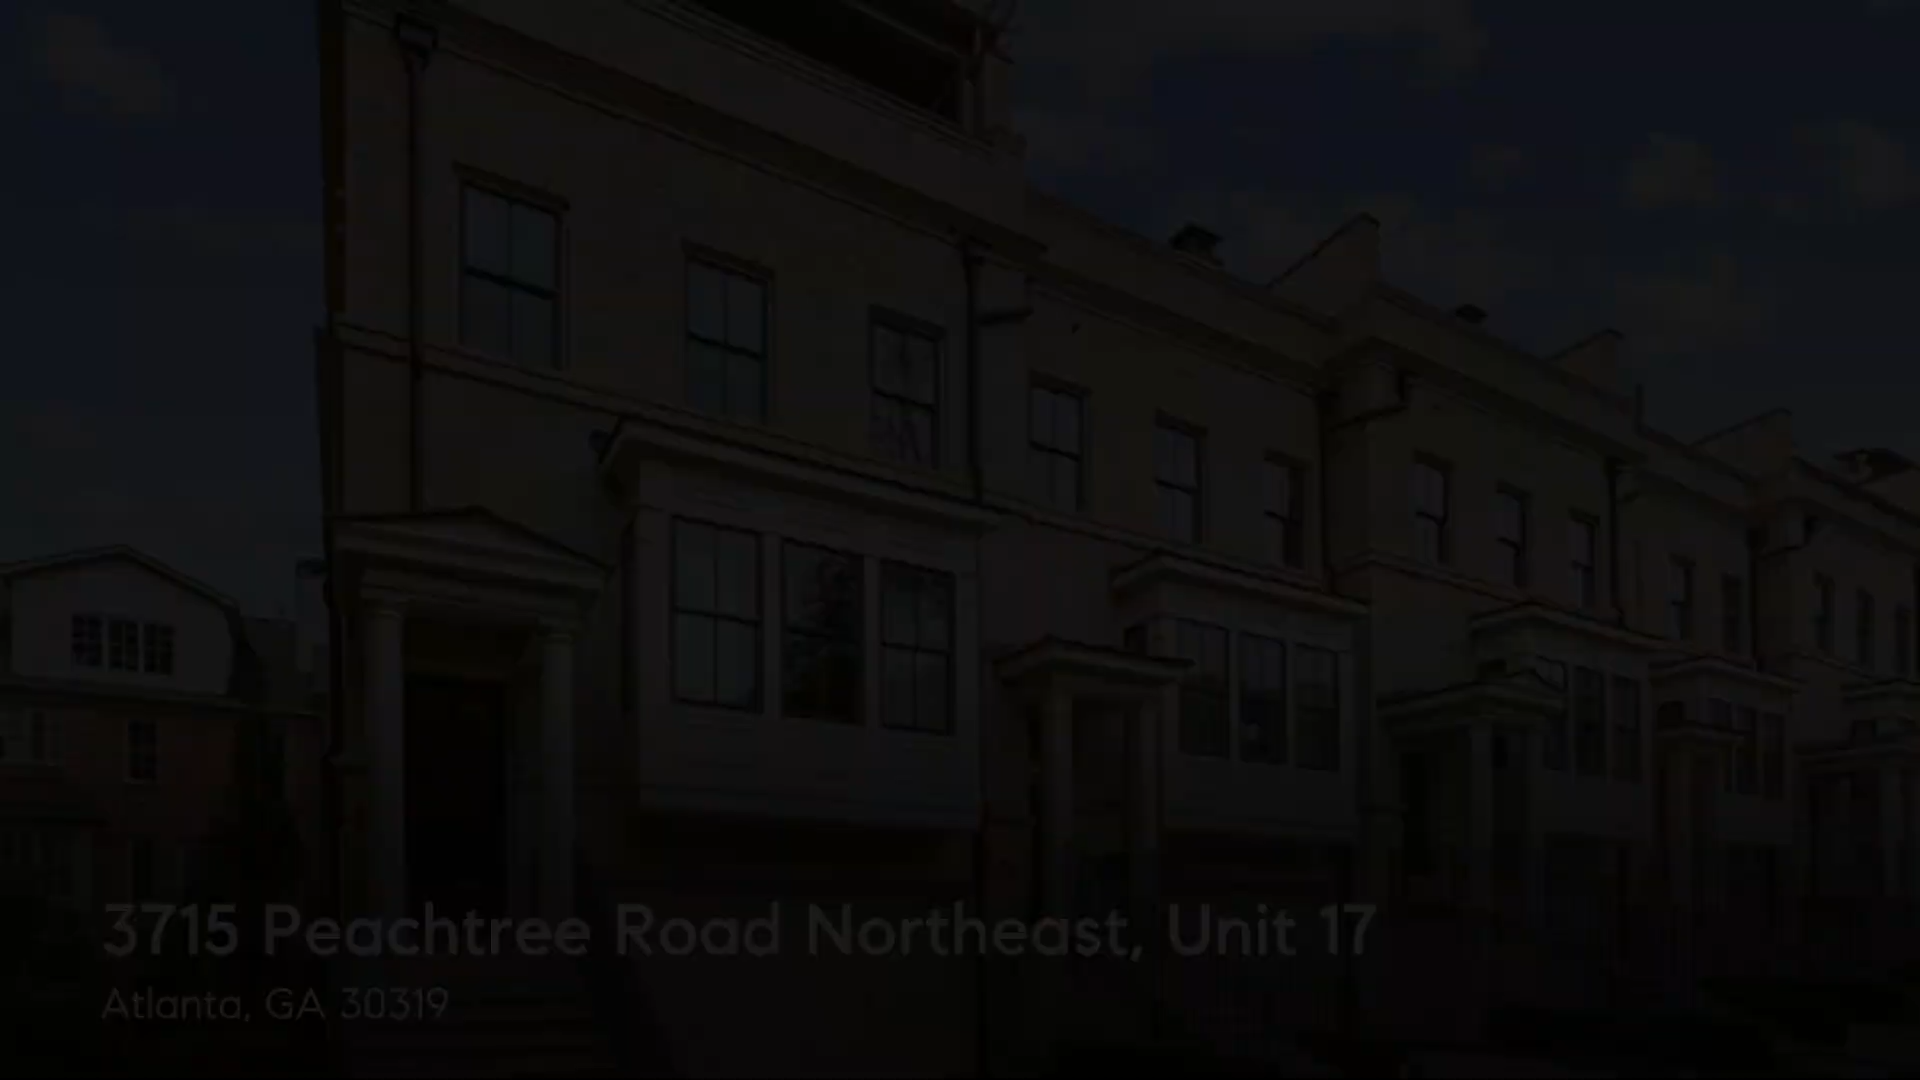 3715 Peachtree Road Northeast, Unit 17
Atlanta, GA 30319